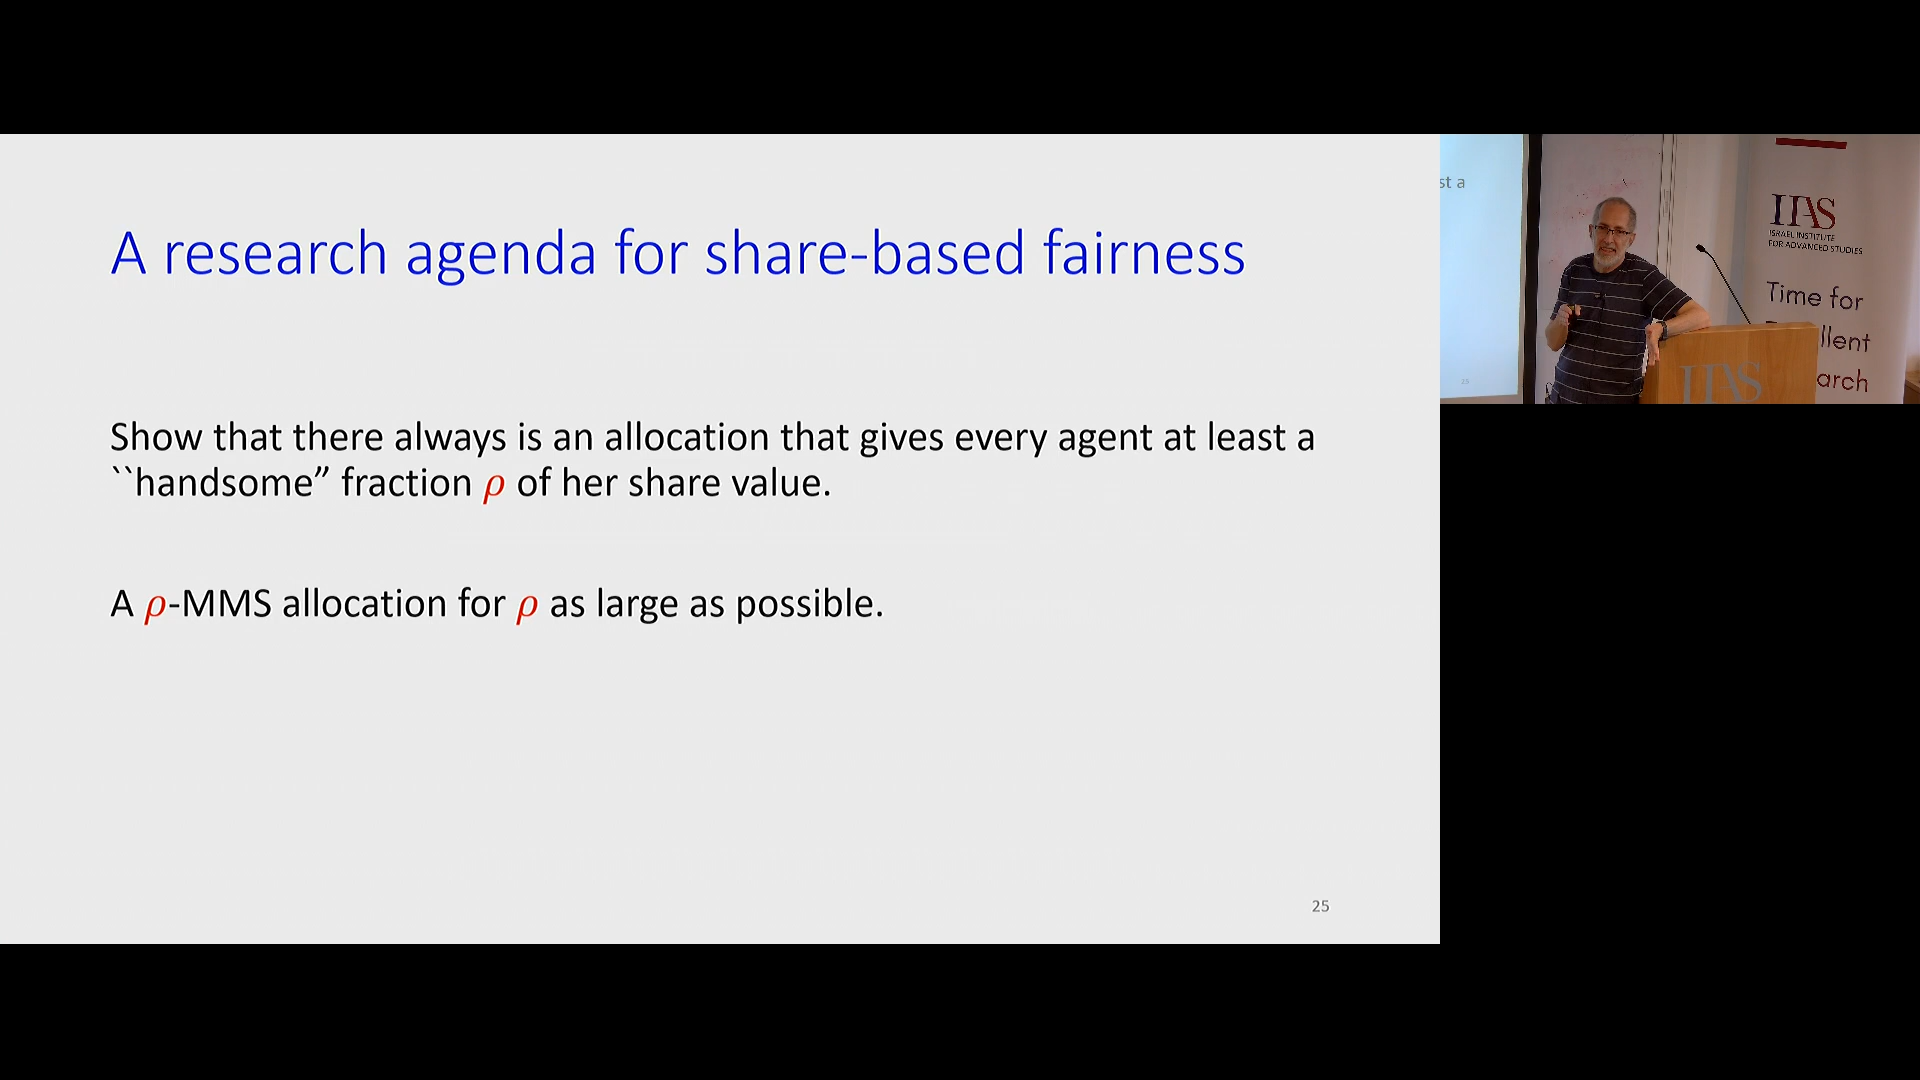 A research agenda for share-based fairness
Show that there always is an allocation that gives every agent at least a
``handsome” fraction ρ of her share value.
A ρ-MMS allocation for ρ as large as possible.
25
st a
25
IIAS
ISRAEL INSTITUTE
FOR ADVANCED STUDIES
Time for
llent
arch
IIAS